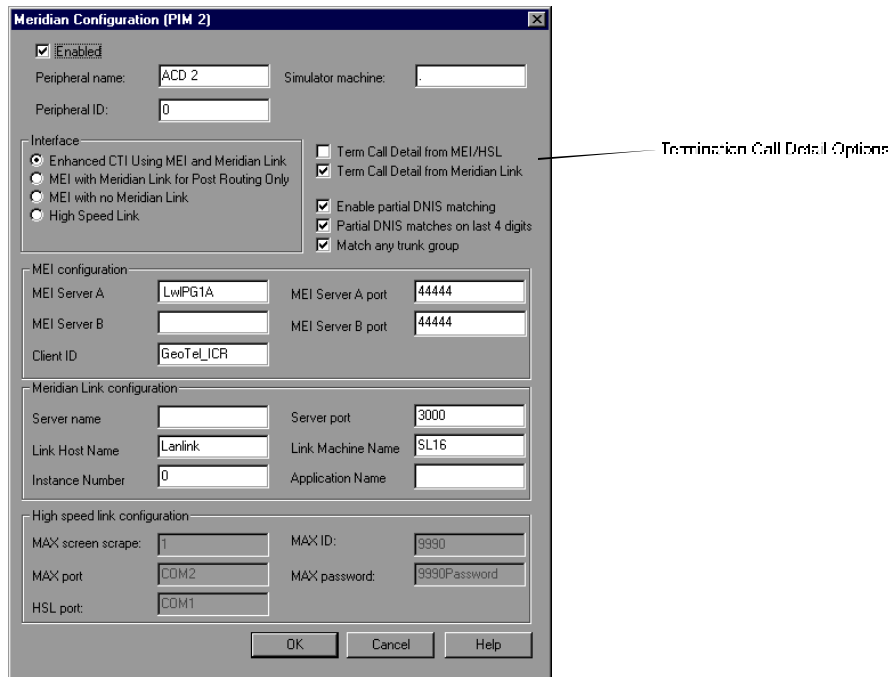 Meridian Configuration (PIM 2)
Enabled
Peripheral name: ACD 2 Simulator machine: .
Peripheral ID: 0
Interface
Enhanced CTI Using MEI and Meridian Link
MEI with Meridian Link for Post Routing Only
MEI with no Meridian Link
High Speed Link
Term Call Detail from MEI/HSL
Term Call Detail from Meridian Link
Enable partial DNIS matching
Partial DNIS matches on last 4 digits
Match any trunk group
Termination Call Detail Options
MEI configuration
MEI Server A LwIPG1A MEI Server A port 44444
MEI Server B MEI Server B port 44444
Client ID GeoTel_ICR
Meridian Link configuration
Server name Server port 3000
Link Host Name Lanlink Link Machine Name SL16
Instance Number 0 Application Name
High speed link configuration
MAX screen scrape: 1 MAX ID: 9990
MAX port COM2 MAX password: 9990Password
HSL port: COM1
OK Cancel Help